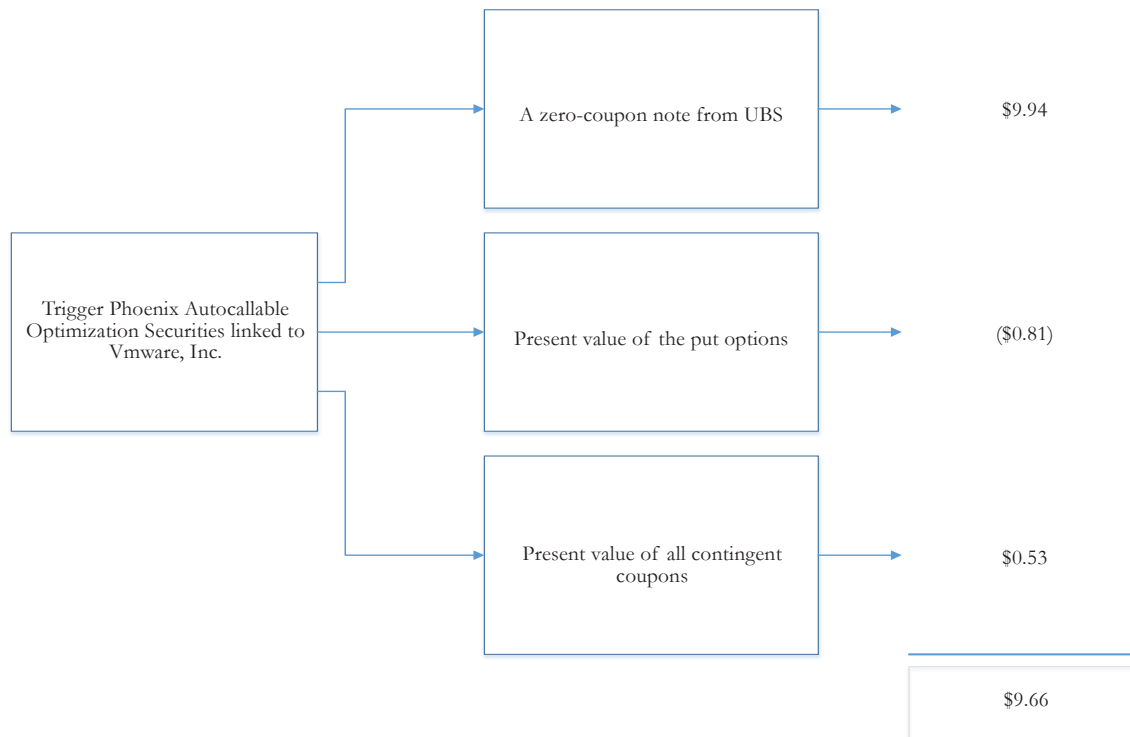 A zero-coupon note from UBS
$9.94
Trigger Phoenix Autocallable
Optimization Securities linked to
Vmware, Inc.
Present value of the put options
($0.81)
Present value of all contingent
coupons
$0.53
$9.66